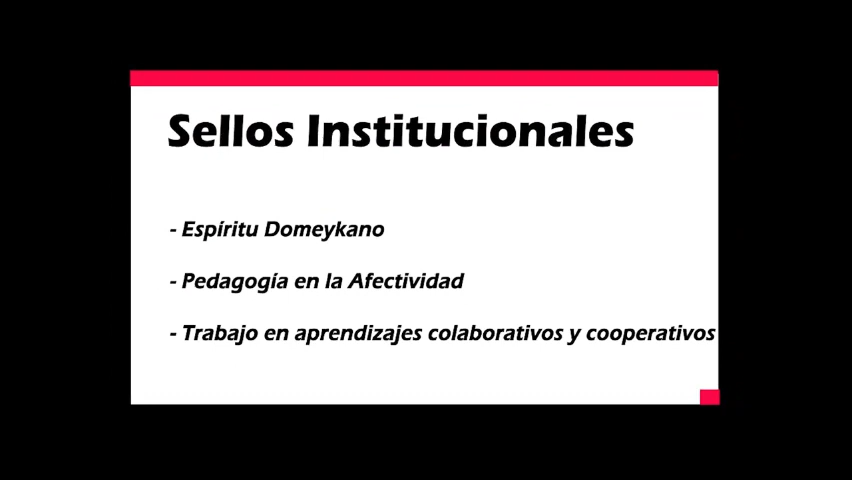 Sellos Institucionales
- Espíritu Domeykano
- Pedagogía en la Afectividad
- Trabajo en aprendizajes colaborativos y cooperativos